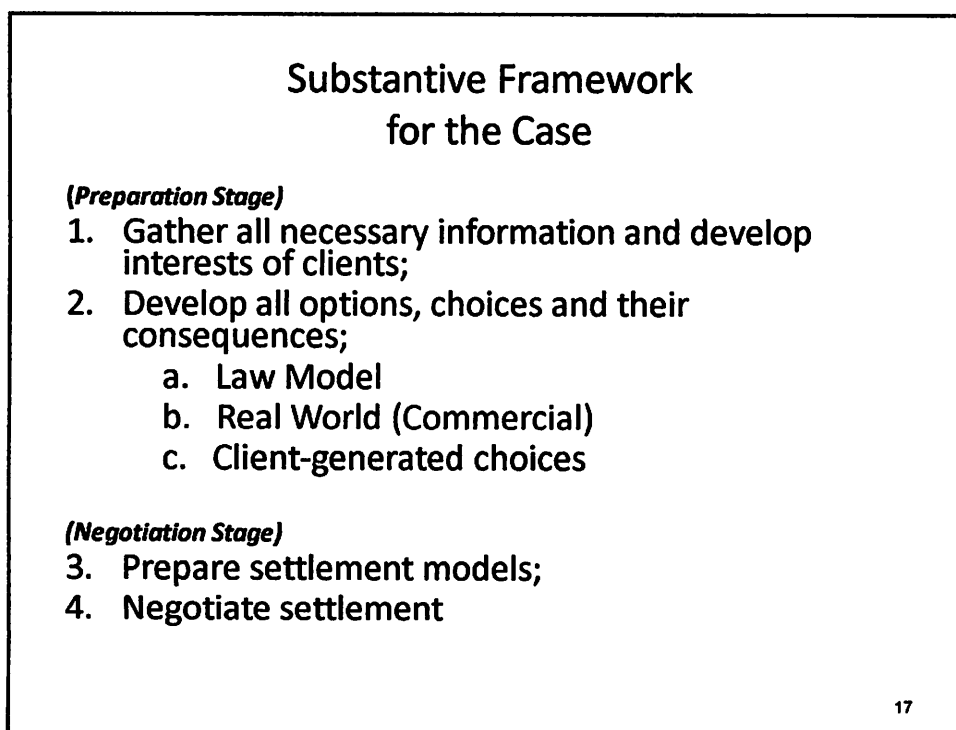 Substantive Framework
for the Case
(Preparation Stage)
1. Gather all necessary information and develop
interests of clients;
2. Develop all options, choices and their
consequences;
a. Law Model
b. Real World (Commercial)
c. Client-generated choices
(Negotiation Stage)
3. Prepare settlement models;
4. Negotiate settlement
17